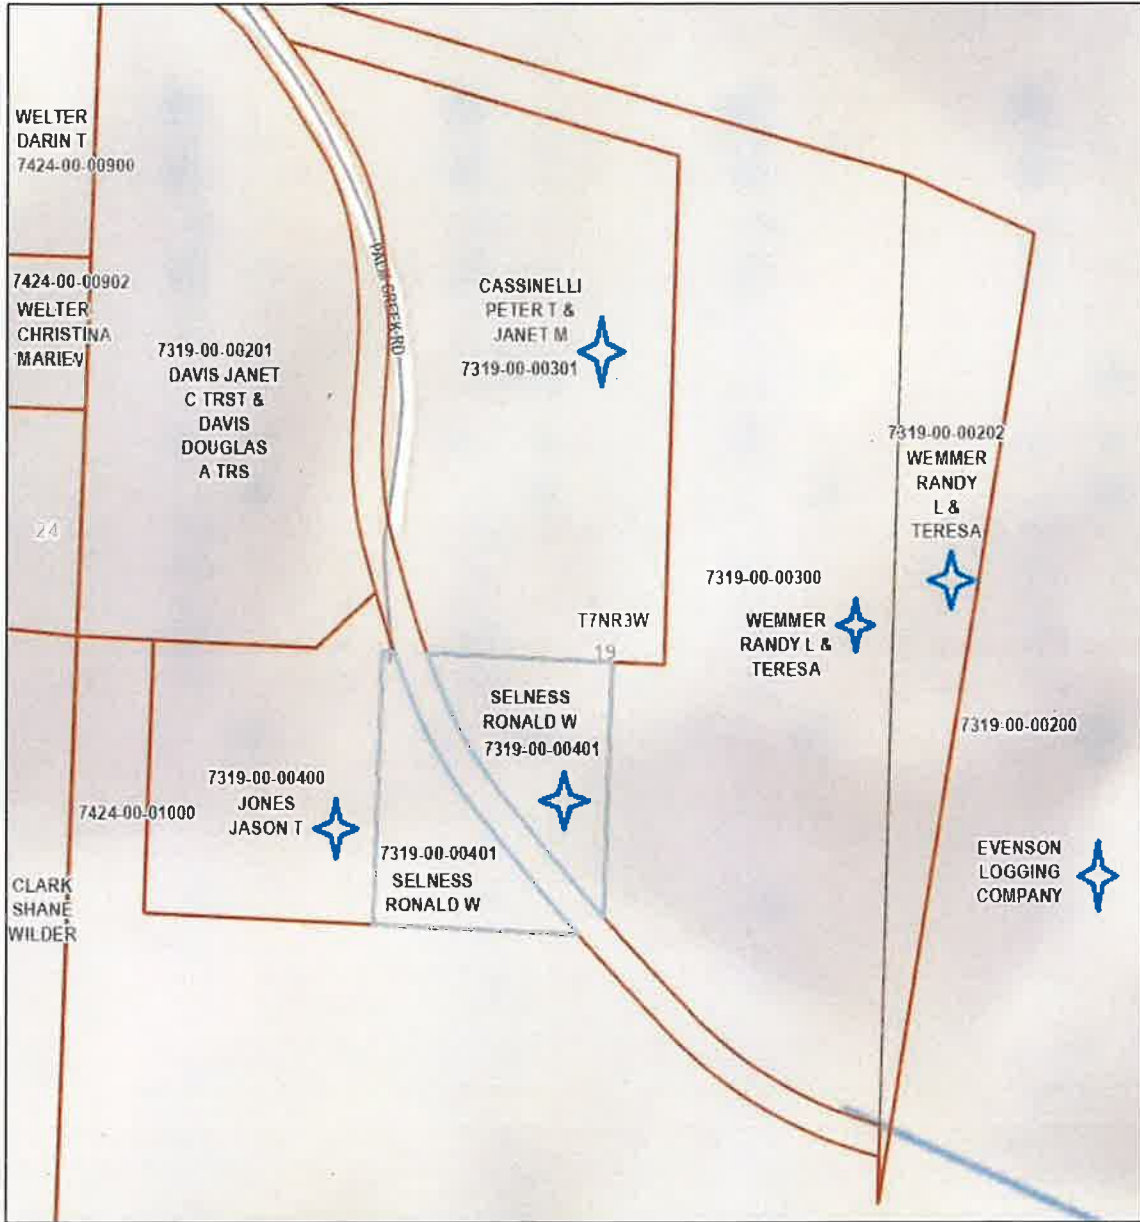 WELTER
DARIN T
7424-00-00900
7424-00-00902
WELTER
CHRISTINA
MARIE V
7319-00-00201
DAVIS JANET
C TRST &
DAVIS
DOUGLAS
A TRS
PALM CREEK RD
CASSINELLI
PETER T &
JANET M
7319-00-00301
7319-00-00202
WEMMER
RANDY
L &
TERESA
24
7319-00-00300
WEMMER
RANDY L &
TERESA
T7NR3W
19
SELNESS
RONALD W
7319-00-00401
7319-00-00200
7319-00-00400
JONES
JASON T
7424-00-01000
7319-00-00401
SELNESS
RONALD W
EVENSON
LOGGING
COMPANY
CLARK
SHANE
WILDER